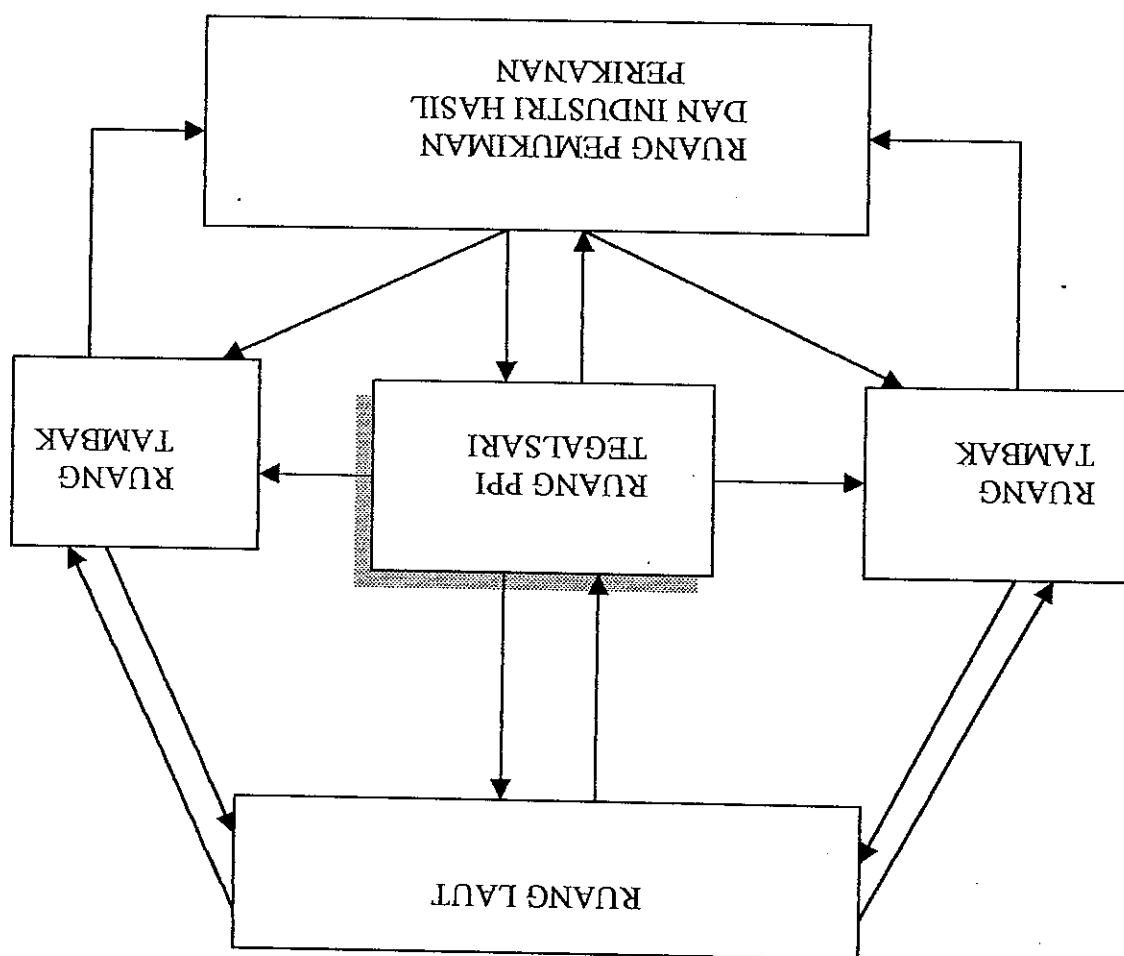 RUANG LAUT
RUANG
TAMBAK
RUANG PPI
TEGALSARI
RUANG
TAMBAK
RUANG PEMUKIMAN
DAN INDUSTRI HASIL
PERIKANAN